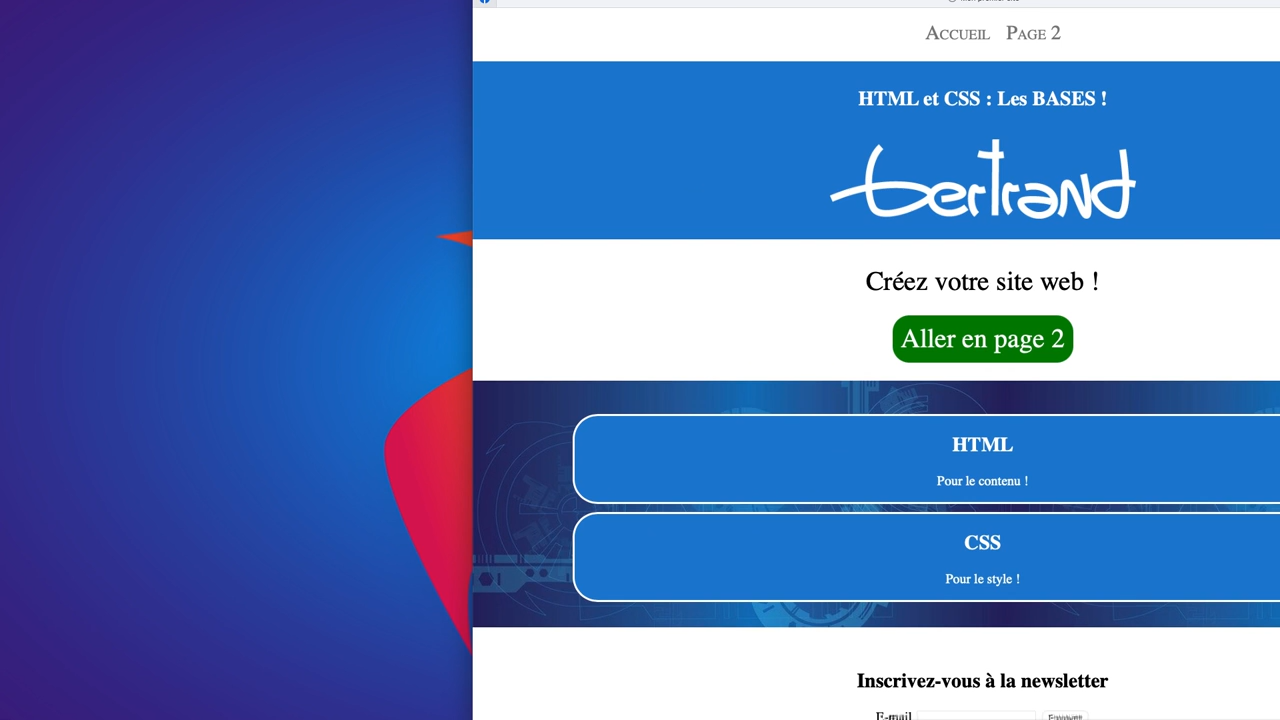 Accueil Page 2
HTML et CSS : Les BASES !
bertrand
Créez votre site web !
Aller en page 2
HTML
Pour le contenu !
CSS
Pour le style !
Inscrivez-vous à la newsletter
E-mail